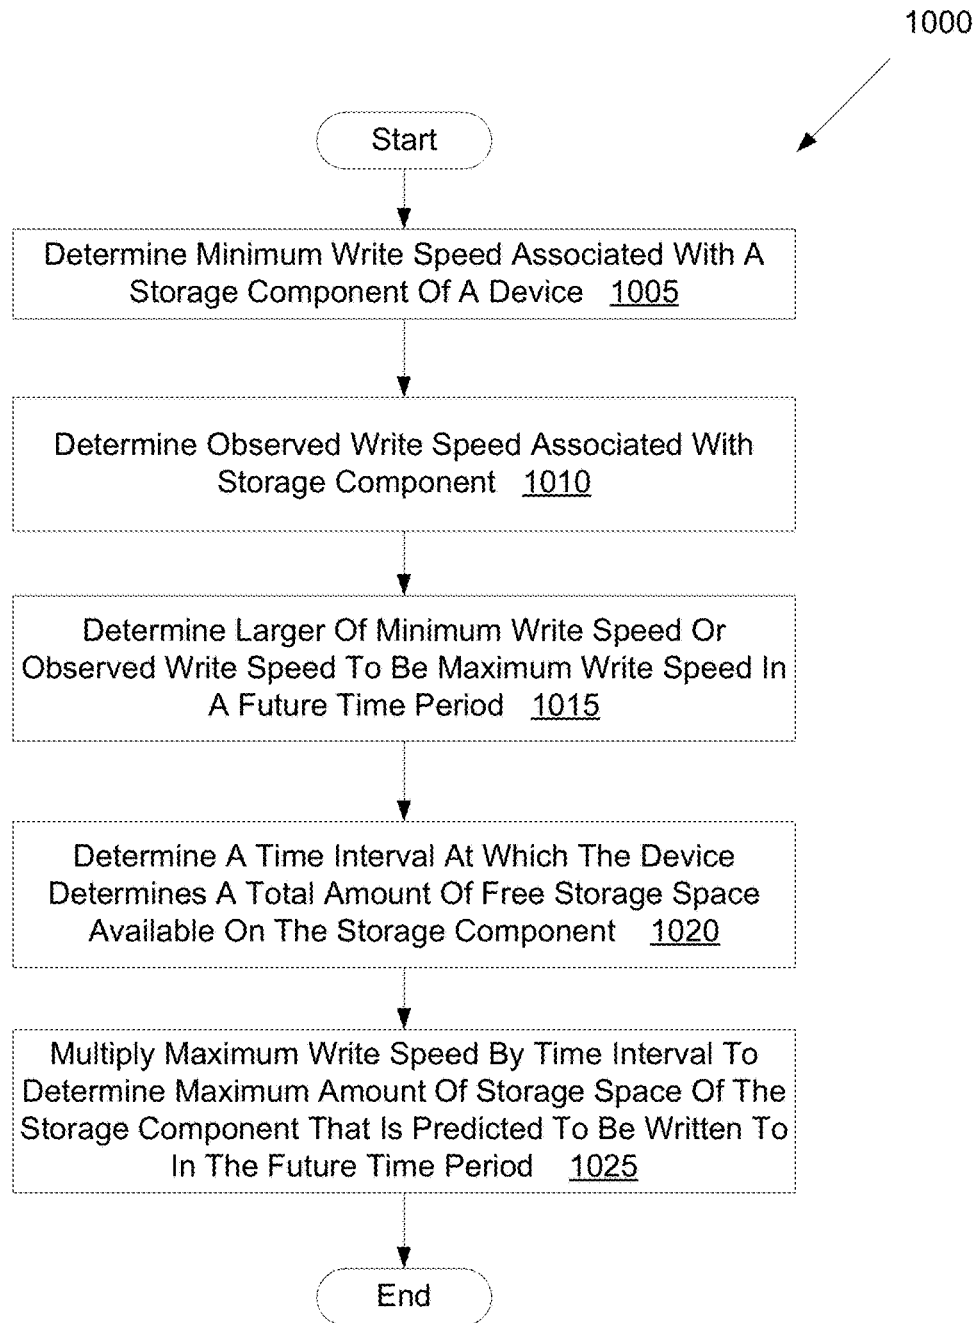 1000
Start
Determine Minimum Write Speed Associated With A
Storage Component Of A Device 1005
Determine Observed Write Speed Associated With
Storage Component 1010
Determine Larger Of Minimum Write Speed Or
Observed Write Speed To Be Maximum Write Speed In
A Future Time Period 1015
Determine A Time Interval At Which The Device
Determines A Total Amount Of Free Storage Space
Available On The Storage Component 1020
Multiply Maximum Write Speed By Time Interval To
Determine Maximum Amount Of Storage Space Of The
Storage Component That Is Predicted To Be Written To
In The Future Time Period 1025
End